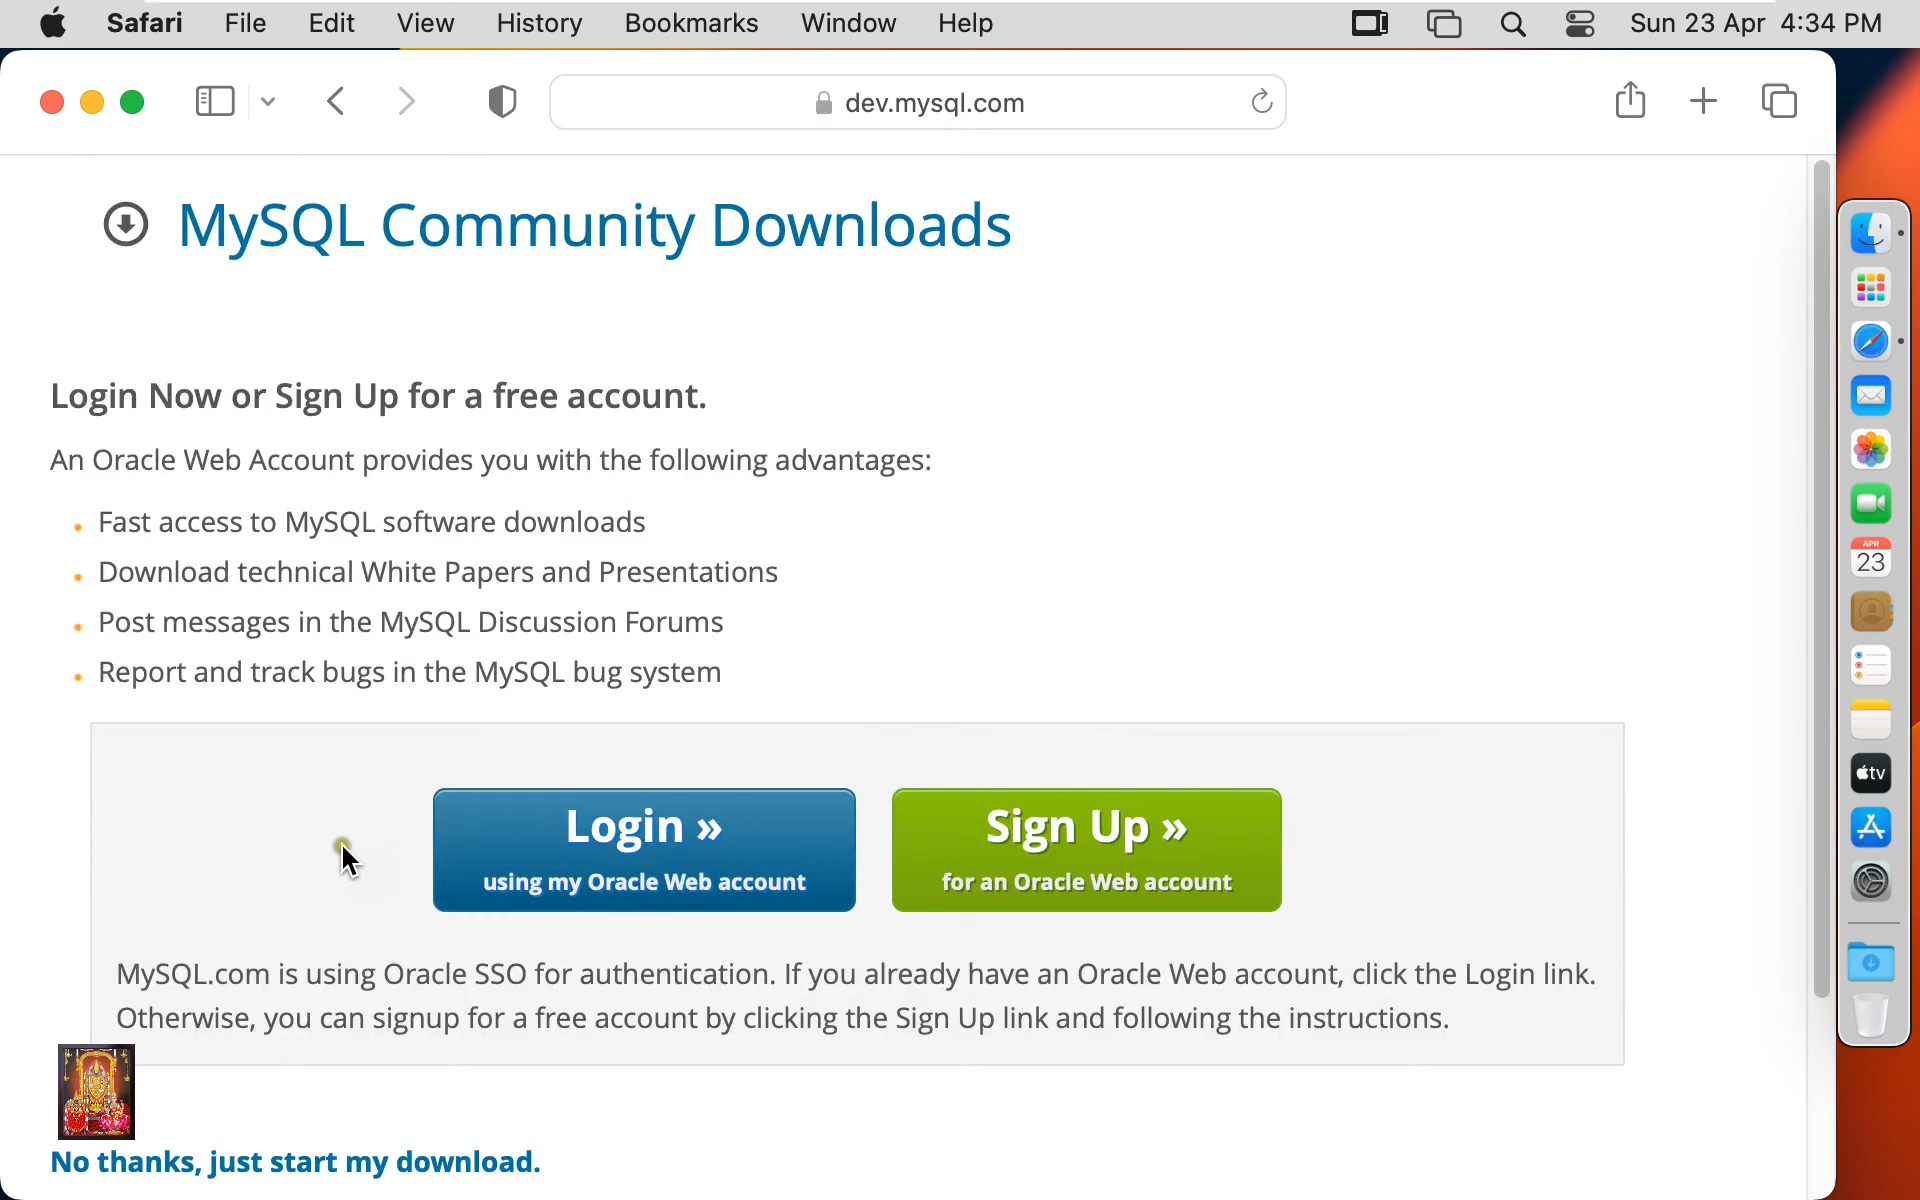 Safari File Edit View History Bookmarks Window Help Sun 23 Apr 4:34 PM
dev.mysql.com
MySQL Community Downloads
Login Now or Sign Up for a free account.
An Oracle Web Account provides you with the following advantages:
Fast access to MySQL software downloads
Download technical White Papers and Presentations
Post messages in the MySQL Discussion Forums
Report and track bugs in the MySQL bug system
Login »
using my Oracle Web account
Sign Up »
for an Oracle Web account
MySQL.com is using Oracle SSO for authentication. If you already have an Oracle Web account, click the Login link.
Otherwise, you can signup for a free account by clicking the Sign Up link and following the instructions.
No thanks, just start my download.
APR
23
tv